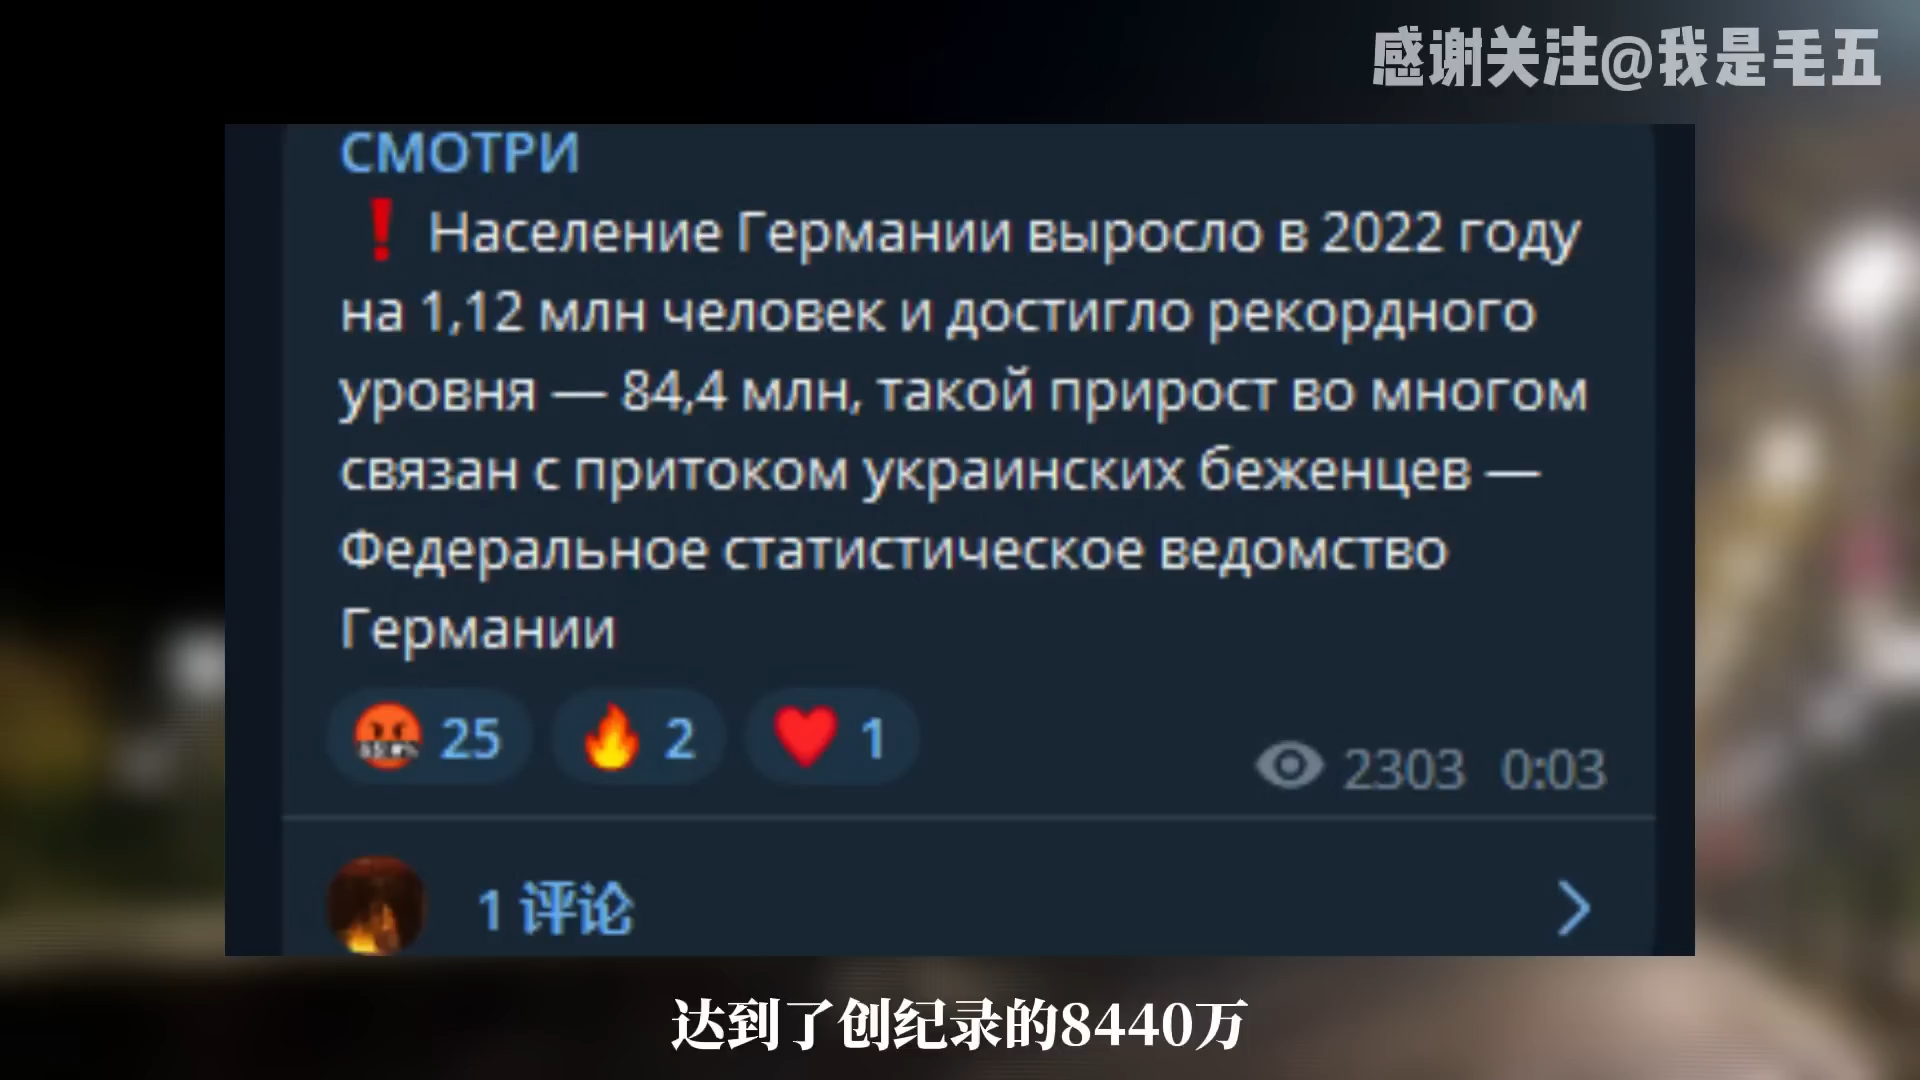 感谢关注@我是毛五
СМОТРИ
❗ Население Германии выросло в 2022 году
на 1,12 млн человек и достигло рекордного
уровня — 84,4 млн, такой прирост во многом
связан с притоком украинских беженцев —
Федеральное статистическое ведомство
Германии
25 2 1
2303 0:03
1 评论
达到了创纪录的8440万